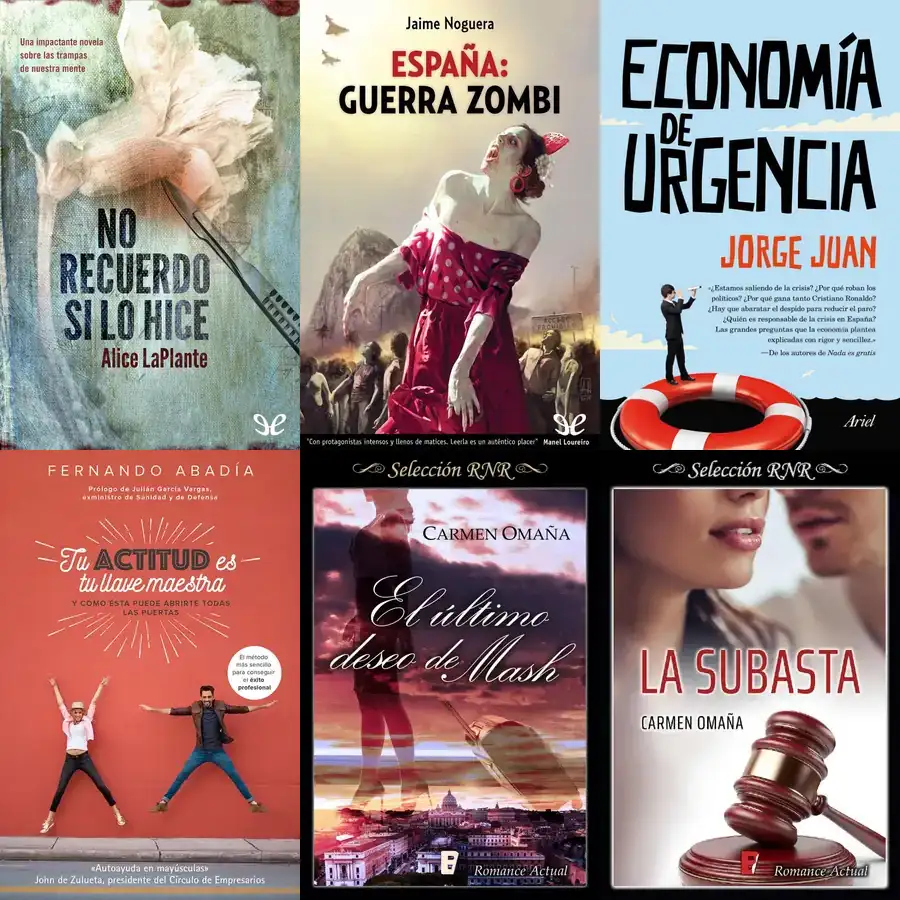 Una impactante novela
sobre las trampas
de nuestra mente
NO
RECUERDO
SI LO HICE
Alice LaPlante
Jaime Noguera
ESPAÑA:
GUERRA ZOMBI
"Con protagonistas intensos y llenos de matices. Leerla es un auténtico placer" Manel Loureiro
ECONOMÍA
DE
URGENCIA
JORGE JUAN
«¿Estamos saliendo de la crisis? ¿Por qué roban los
políticos? ¿Por qué gana tanto Cristiano Ronaldo?
¿Hay que abaratar el despido para reducir el paro?
¿Quién es responsable de la crisis en España?
Las grandes preguntas que la economía plantea
explicadas con rigor y sencillez.»
—De los autores de Nada es gratis
Ariel
FERNANDO ABADÍA
Prólogo de Julián García Vargas,
exministro de Sanidad y de Defensa
Tu ACTITUD es
tu llave maestra
Y CÓMO ÉSTA PUEDE ABRIRTE TODAS
LAS PUERTAS
El método
más sencillo
para conseguir
el éxito
profesional
«Autoayuda en mayúsculas»
John de Zulueta, presidente del Círculo de Empresarios
Selección RNR
CARMEN OMAÑA
El último
deseo de Mash
B
Romance Actual
Selección RNR
LA SUBASTA
CARMEN OMAÑA
Romance Actual